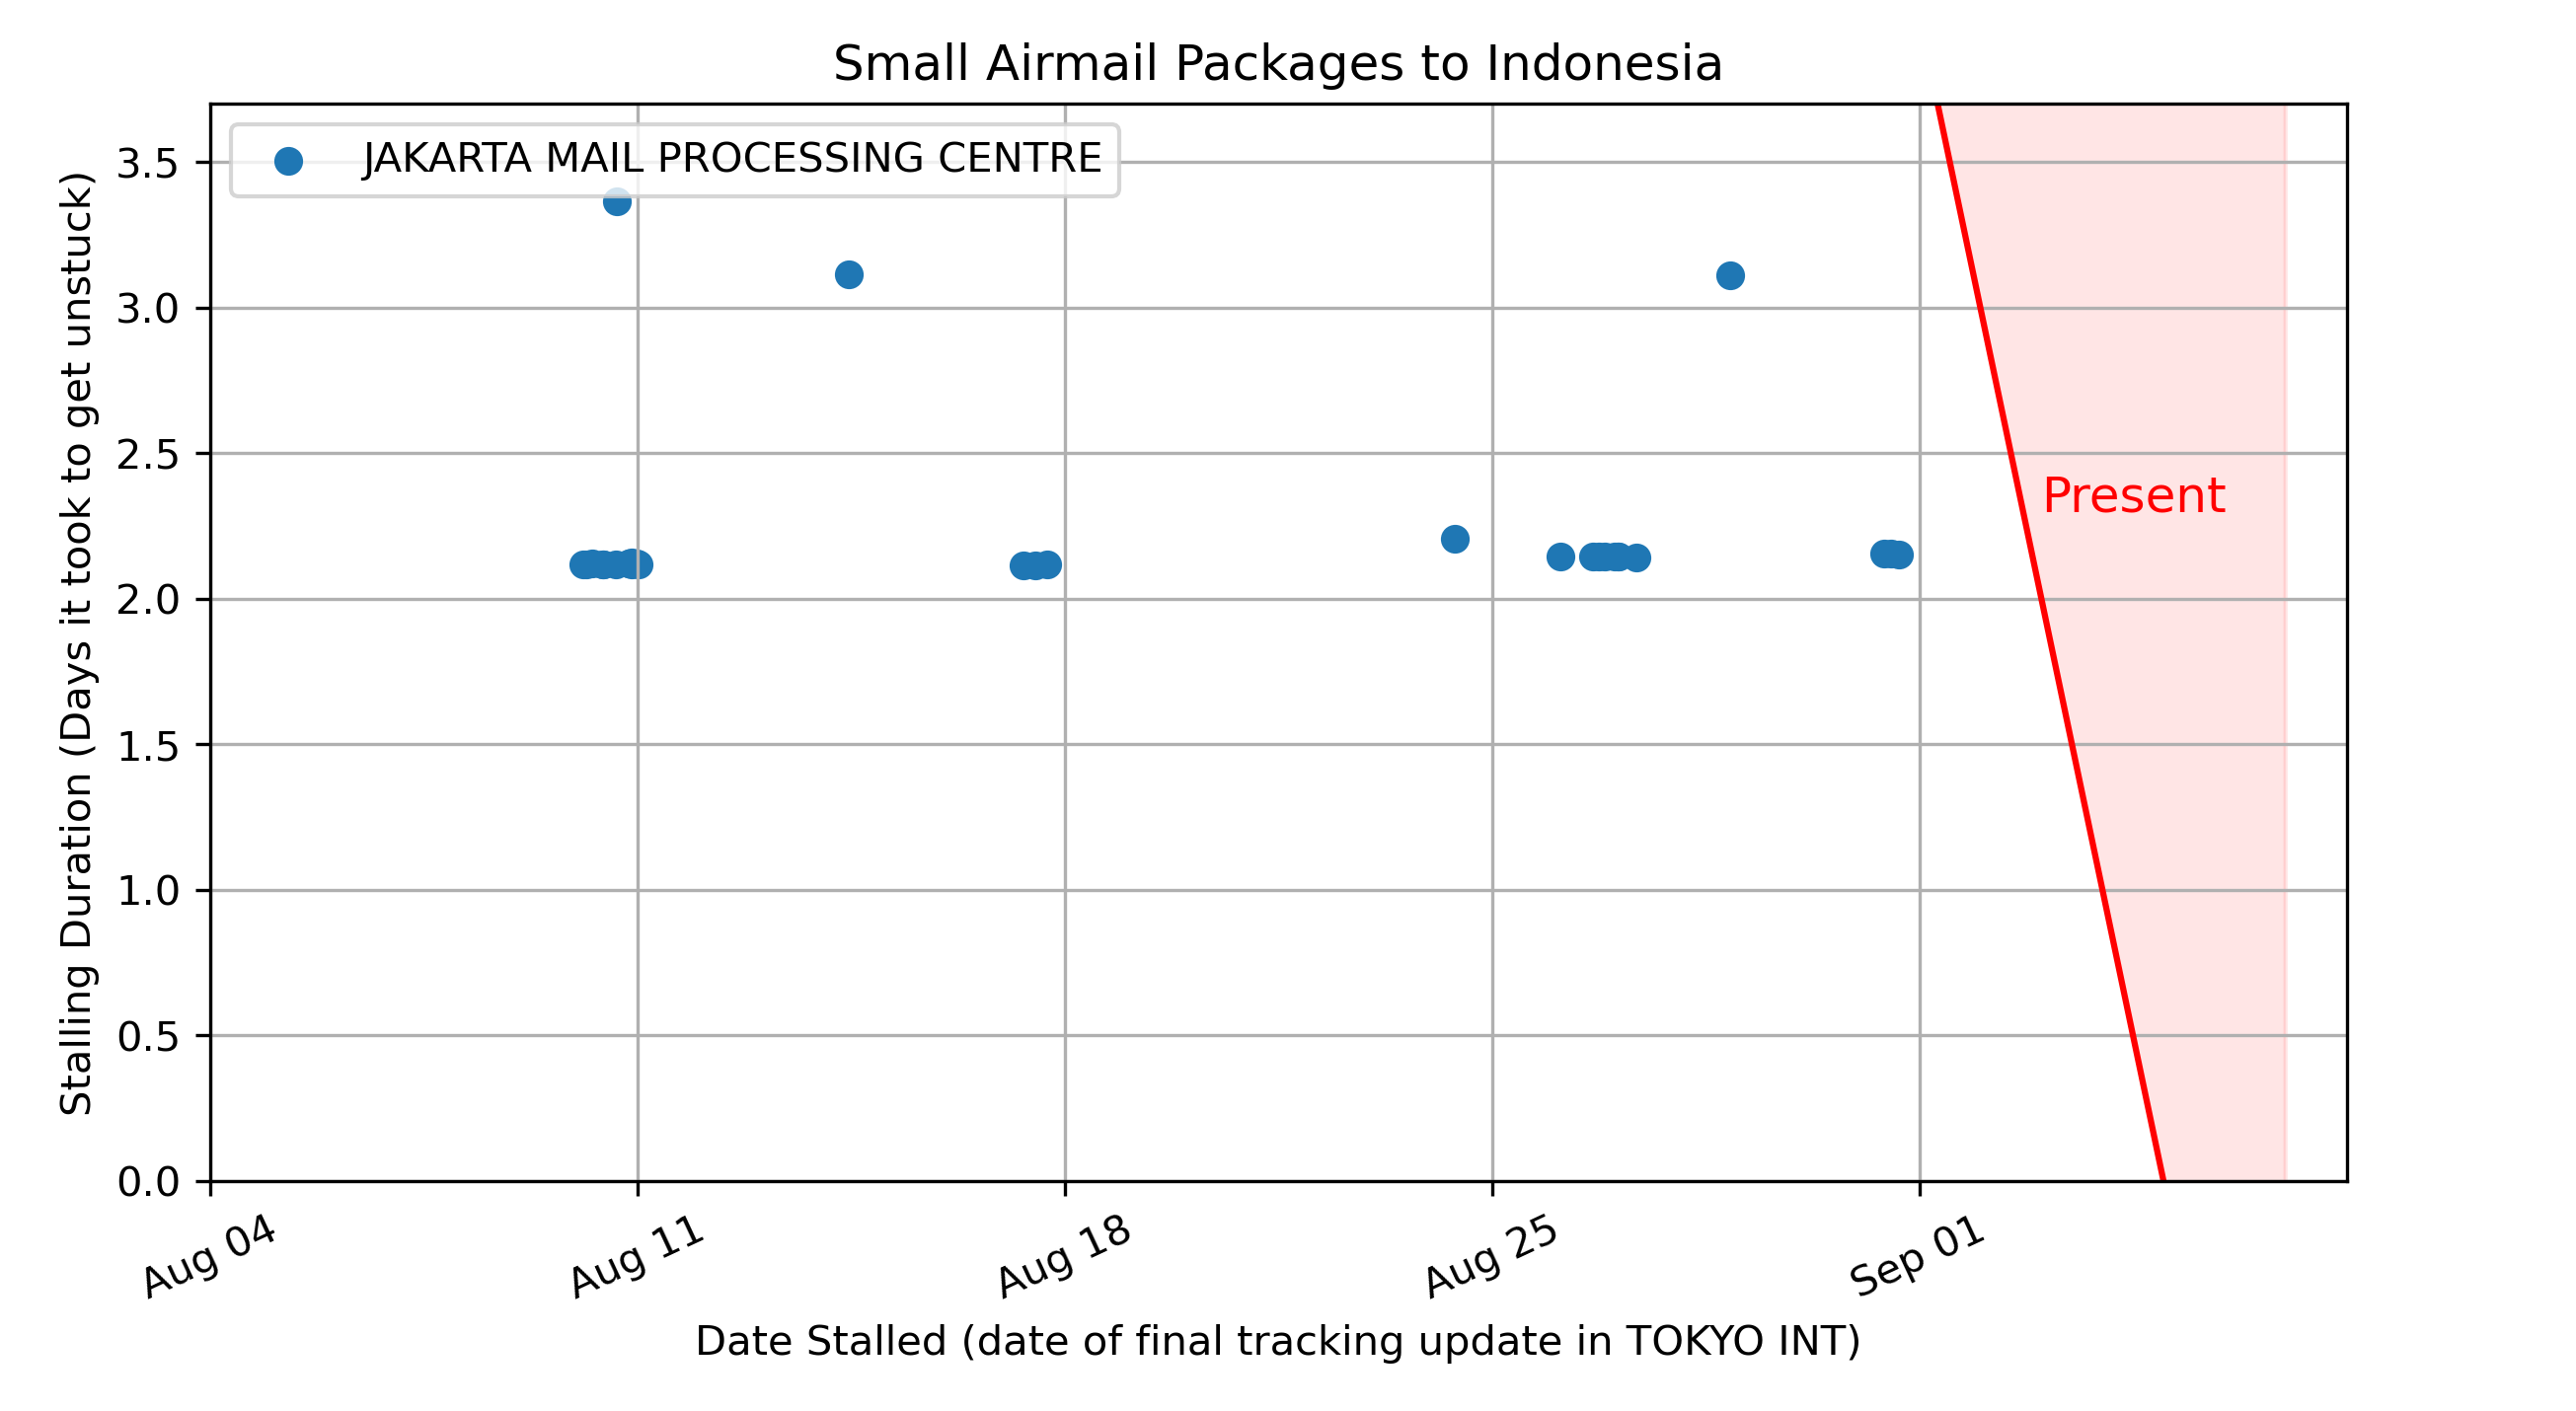 Small Airmail Packages to Indonesia
JAKARTA MAIL PROCESSING CENTRE
Stalling Duration (Days it took to get unstuck)
3.5
3.0
2.5
2.0
1.5
1.0
0.5
0.0
Present
Aug 04
Aug 11
Aug 18
Aug 25
Sep 01
Date Stalled (date of final tracking update in TOKYO INT)